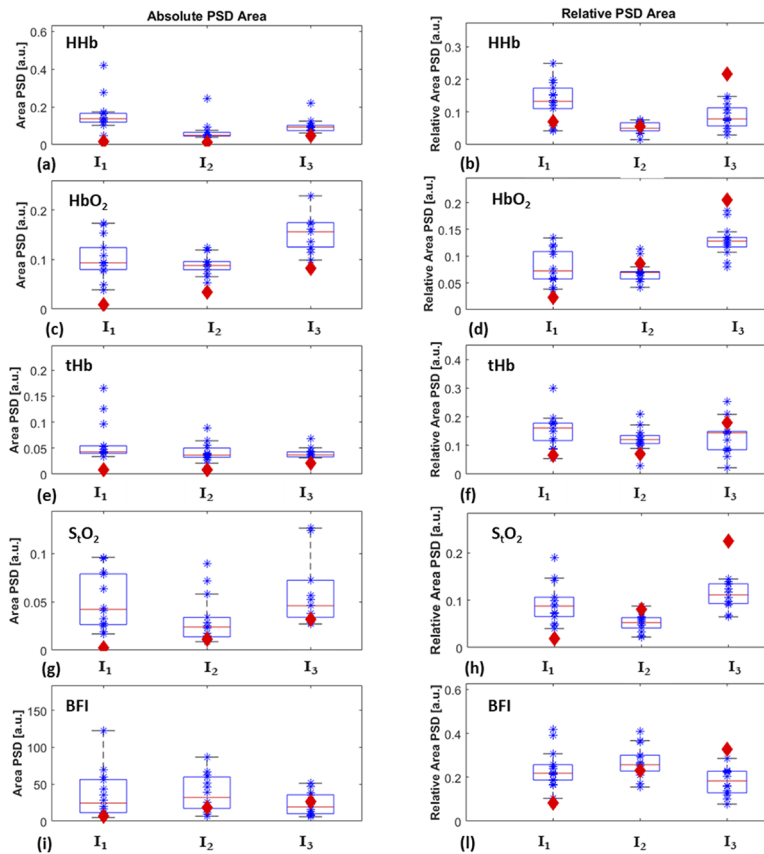 Absolute PSD Area Relative PSD Area
0.6 HHb 0.3 HHb
0.4 0.2
0.2 0.1
0 0
Area PSD [a.u.] Relative Area PSD [a.u.]
(a) I₁ I₂ I₃ (b) I₁ I₂ I₃
HbO₂ HbO₂
0.2 0.2
0.15
0.1 0.1
0.05
0 0
Area PSD [a.u.] Relative Area PSD [a.u.]
(c) I₁ I₂ I₃ (d) I₁ I₂ I₃
tHb tHb
0.2 0.4
0.15 0.3
0.1 0.2
0.05 0.1
0 0
Area PSD [a.u.] Relative Area PSD [a.u.]
(e) I₁ I₂ I₃ (f) I₁ I₂ I₃
SₜO₂ SₜO₂
0.1 0.2
0.05 0.1
0 0
Area PSD [a.u.] Relative Area PSD [a.u.]
(g) I₁ I₂ I₃ (h) I₁ I₂ I₃
BFI BFI
150 0.6
100 0.4
50 0.2
0 0
Area PSD [a.u.] Relative Area PSD [a.u.]
(i) I₁ I₂ I₃ (l) I₁ I₂ I₃